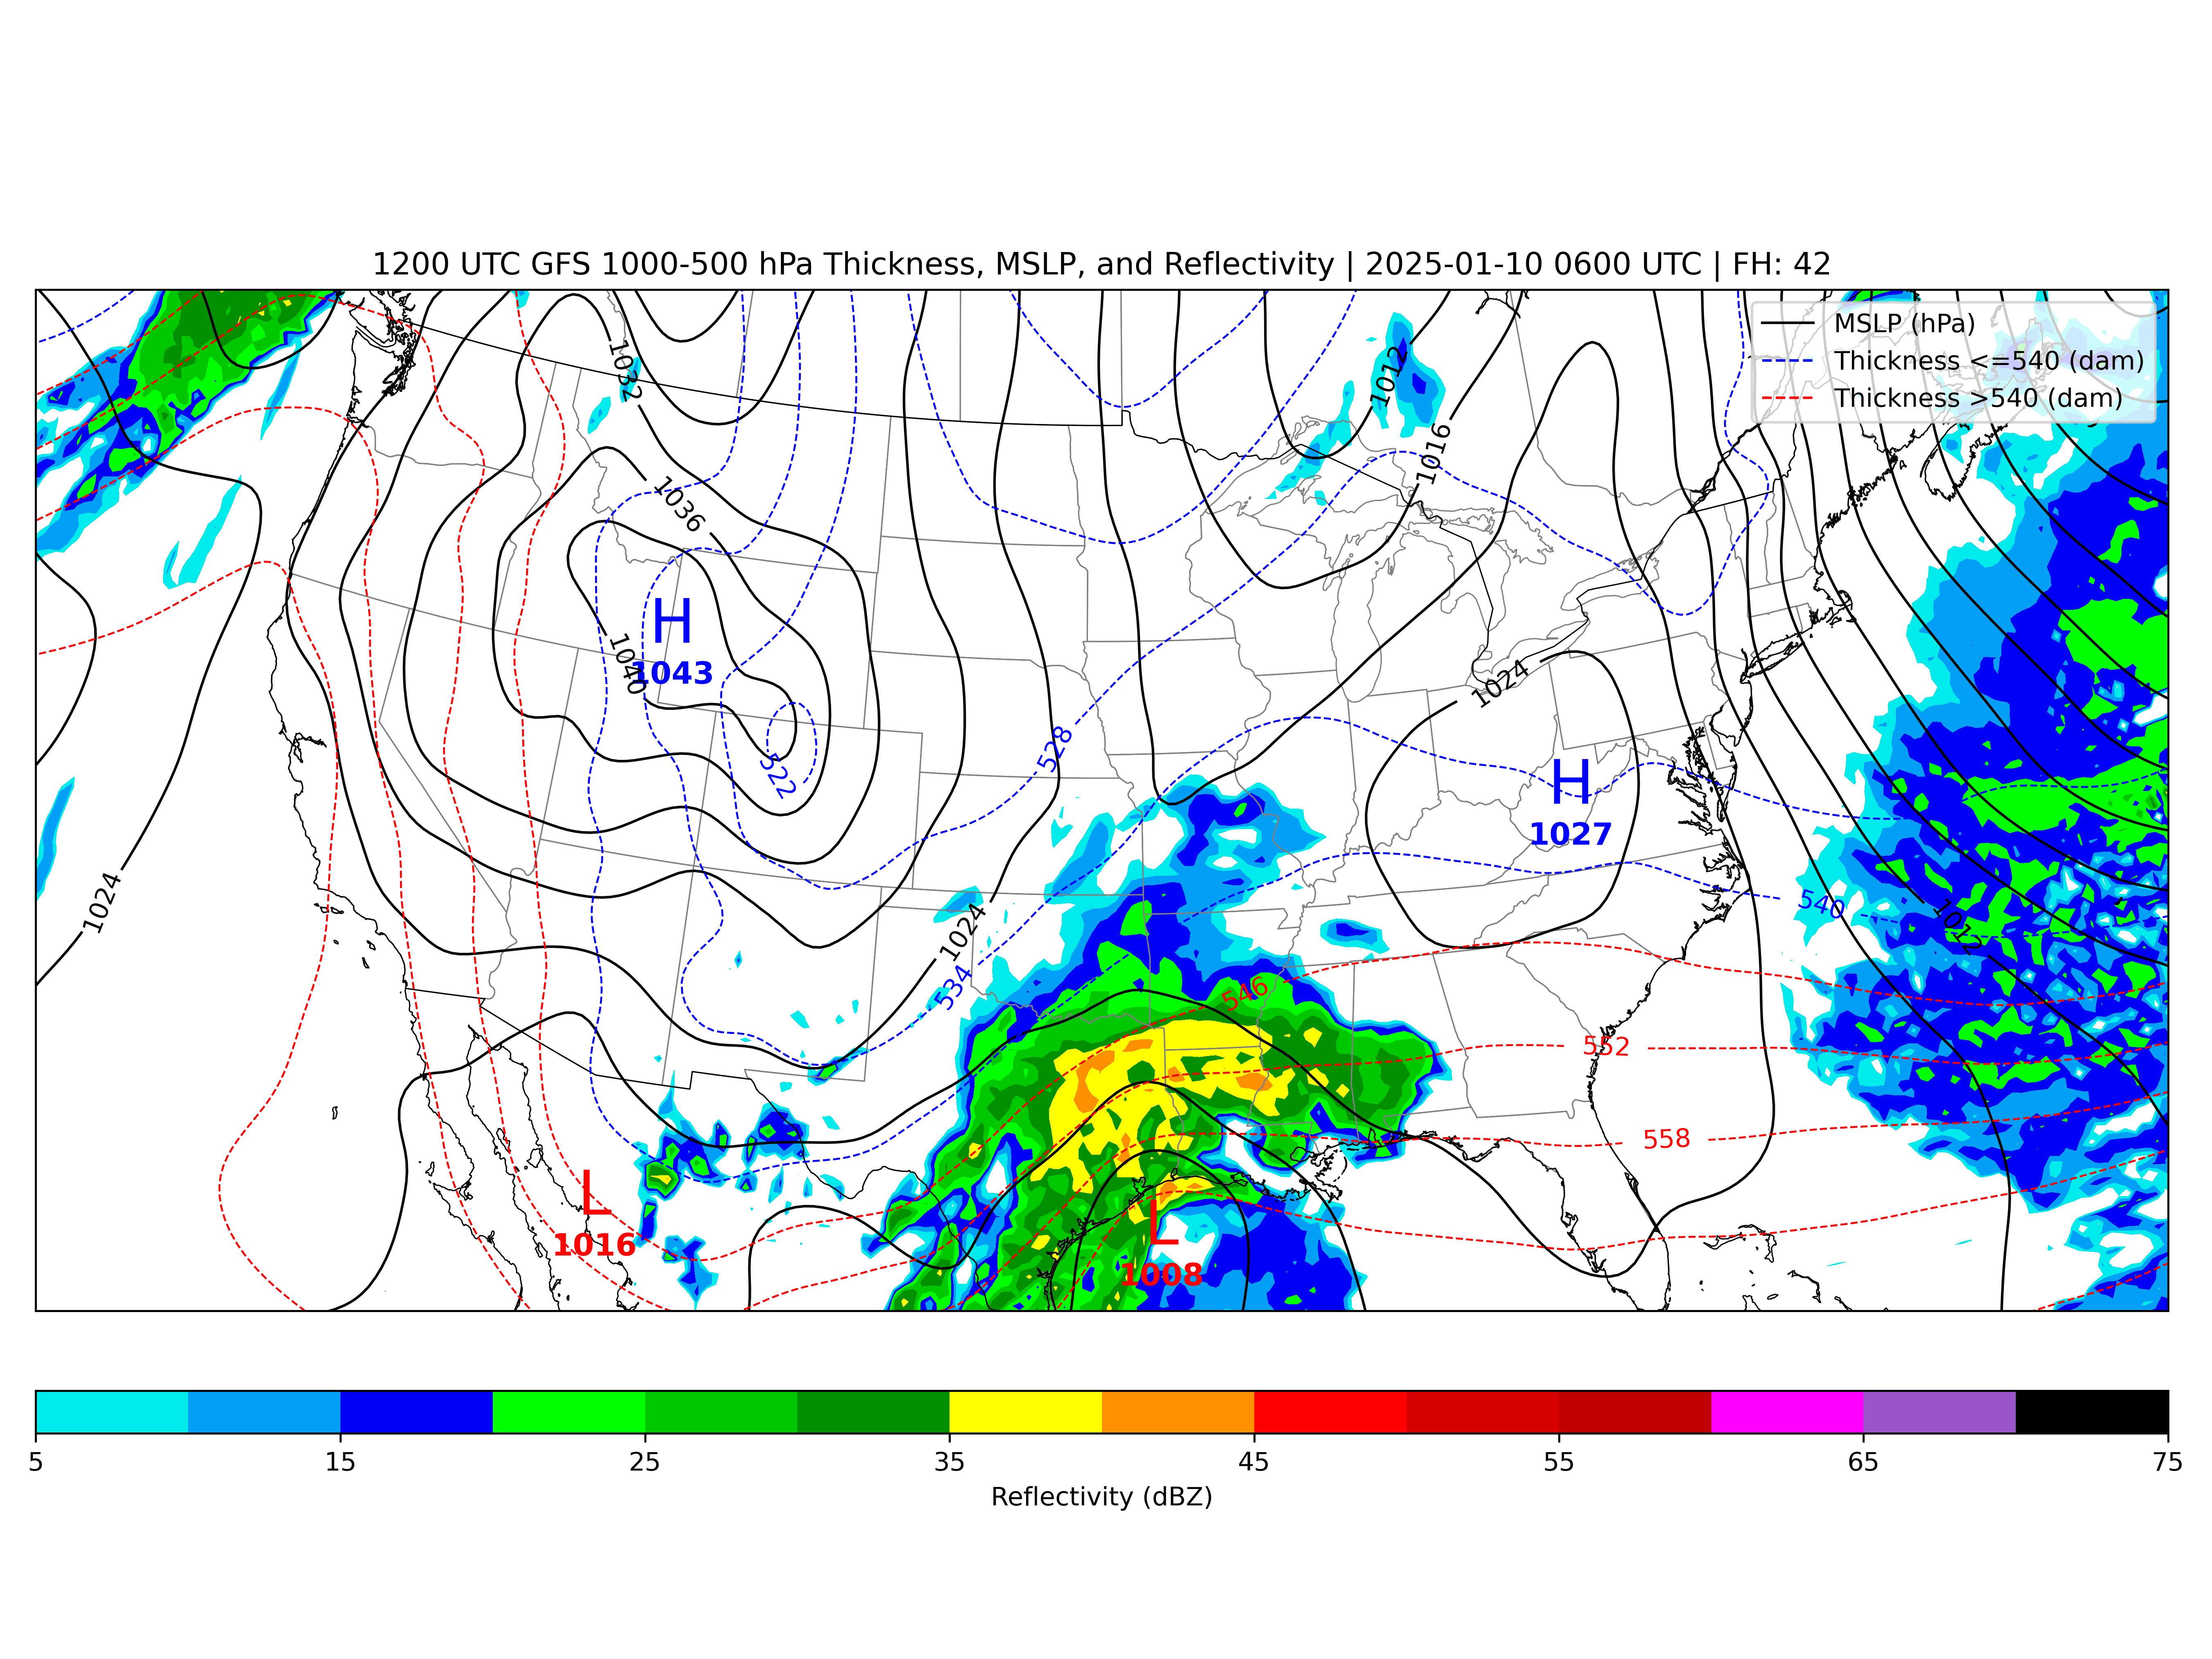 1200 UTC GFS 1000-500 hPa Thickness, MSLP, and Reflectivity | 2025-01-10 0600 UTC | FH: 42
MSLP (hPa)
Thickness <=540 (dam)
Thickness >540 (dam)
1032
1012
1016
1036
H
1043
1040
1024
528
522
H
1027
1024
540
1012
1024
534
546
552
558
L
1016
L
1008
5 15 25 35 45 55 65 75
Reflectivity (dBZ)